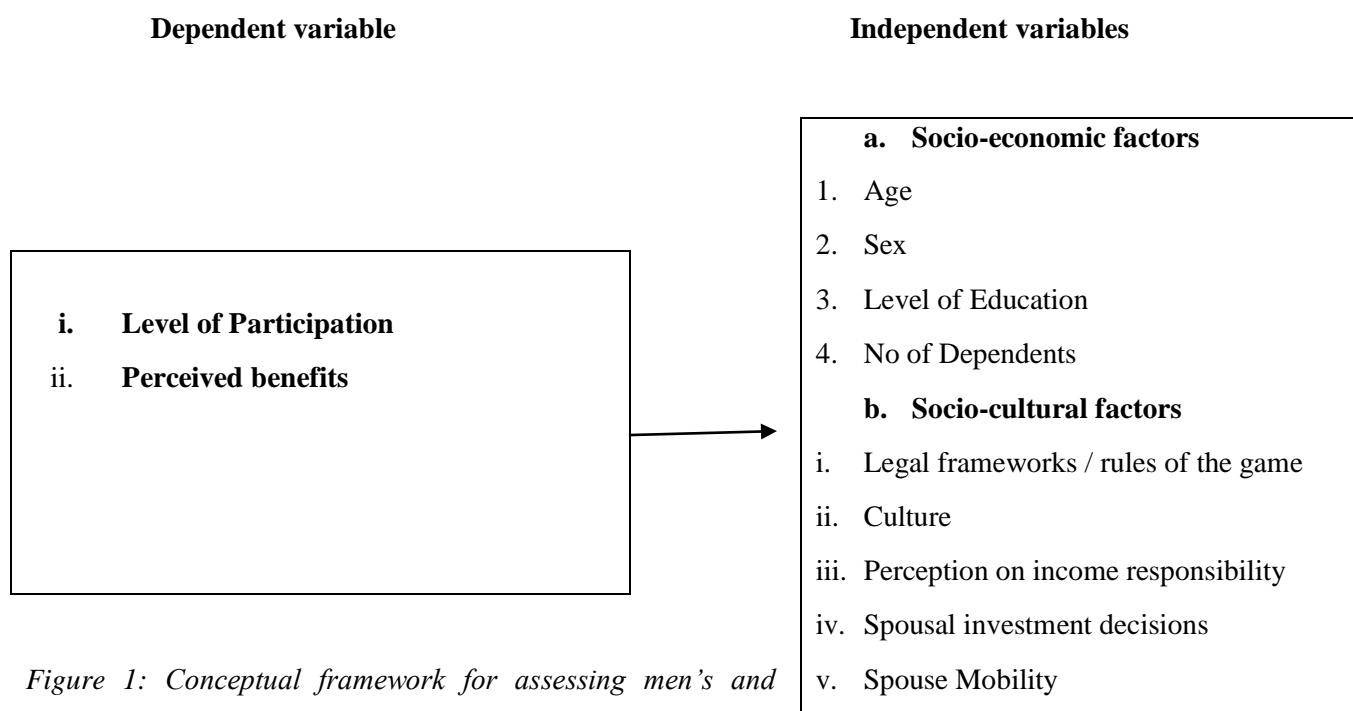 Dependent variable
Independent variables
i. Level of Participation
ii. Perceived benefits
a. Socio-economic factors
1. Age
2. Sex
3. Level of Education
4. No of Dependents
b. Socio-cultural factors
i. Legal frameworks / rules of the game
ii. Culture
iii. Perception on income responsibility
iv. Spousal investment decisions
v. Spouse Mobility
Figure 1: Conceptual framework for assessing men’s and